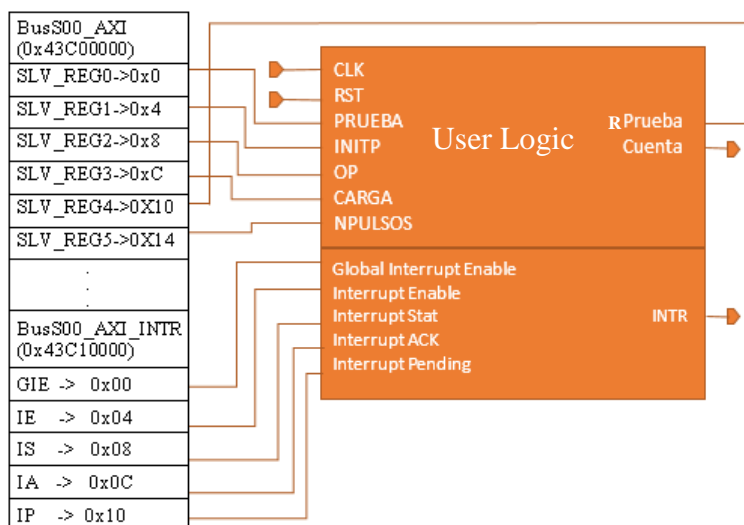 BusS00_AXI
(0x43C00000)
SLV_REG0->0x0
SLV_REG1->0x4
SLV_REG2->0x8
SLV_REG3->0xC
SLV_REG4->0X10
SLV_REG5->0X14
.
.
BusS00_AXI_INTR
(0x43C10000)
GIE -> 0x00
IE -> 0x04
IS -> 0x08
IA -> 0x0C
IP -> 0x10
CLK
RST
PRUEBA
INITP
OP
CARGA
NPULSOS
User Logic
RPrueba
Cuenta
Global Interrupt Enable
Interrupt Enable
Interrupt Stat
Interrupt ACK
Interrupt Pending
INTR